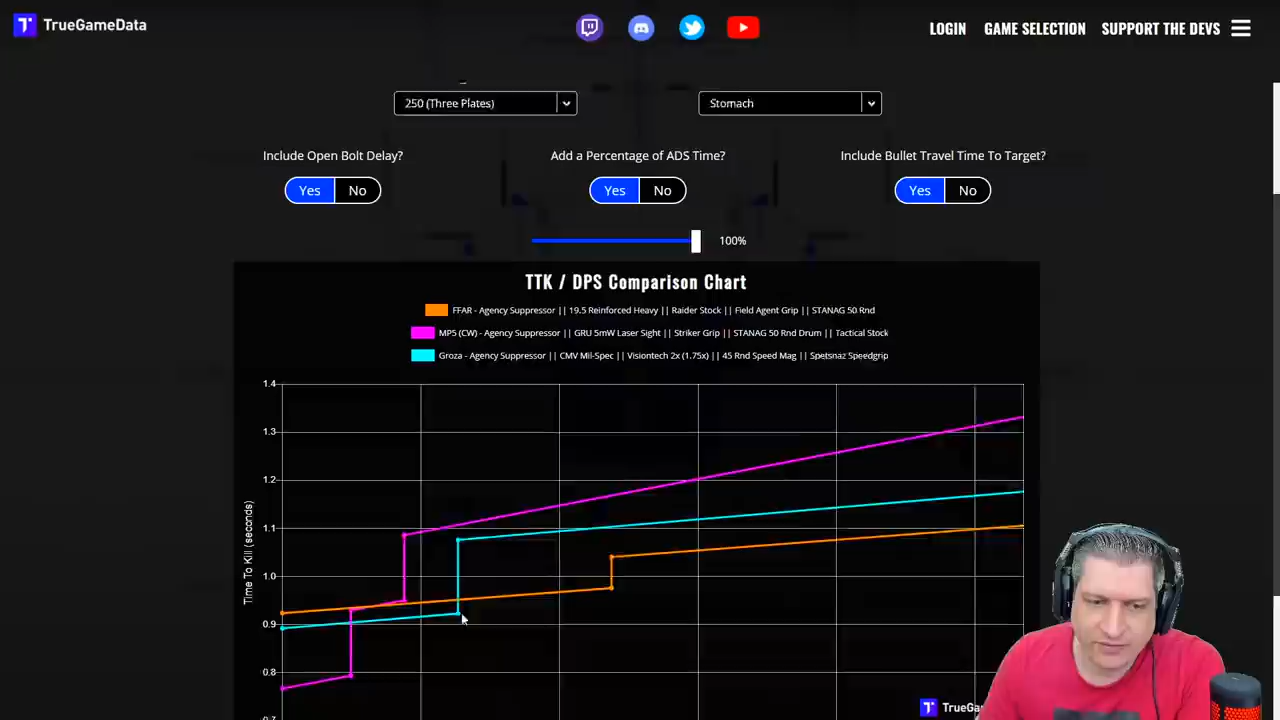 TrueGameData
LOGIN GAME SELECTION SUPPORT THE DEVS
250 (Three Plates) Stomach
Include Open Bolt Delay? Add a Percentage of ADS Time? Include Bullet Travel Time To Target?
Yes No Yes No Yes No
100%
TTK / DPS Comparison Chart
FFAR - Agency Suppressor || 19.5 Reinforced Heavy || Raider Stock || Field Agent Grip || STANAG 50 Rnd
MP5 (CW) - Agency Suppressor || GRU 5mW Laser Sight || Striker Grip || STANAG 50 Rnd Drum || Tactical Stock
Groza - Agency Suppressor || CMV Mil-Spec || Visiontech 2x (1.75x) || 45 Rnd Speed Mag || Spetsnaz Speedgrip
1.4
1.3
1.2
1.1
1.0
0.9
0.8
0.7
Time To Kill (seconds)
TrueGa